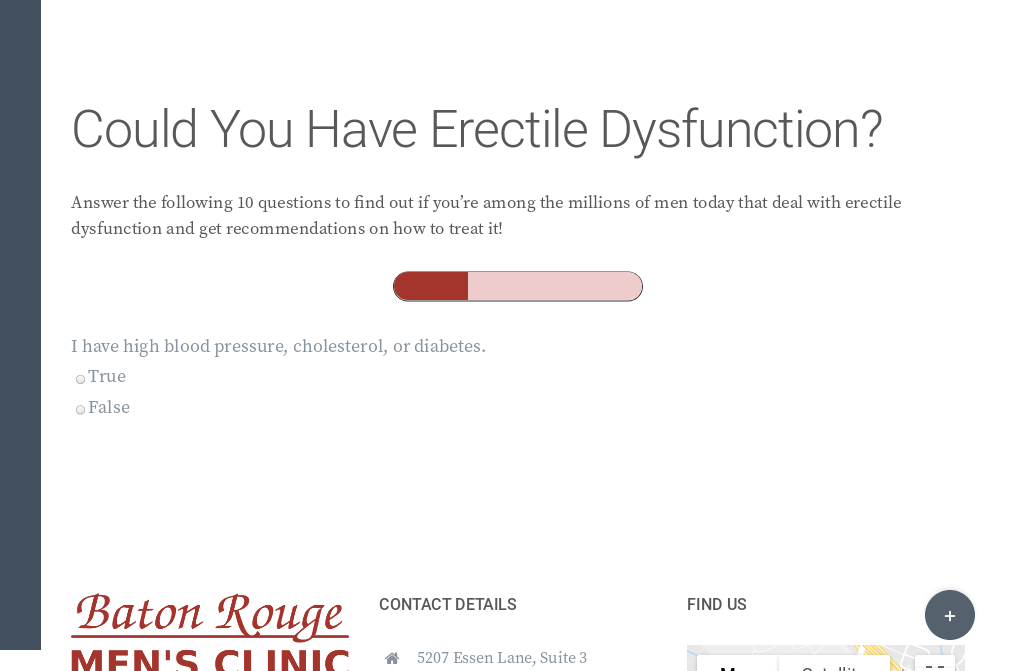 Could You Have Erectile Dysfunction?
Answer the following 10 questions to find out if you’re among the millions of men today that deal with erectile
dysfunction and get recommendations on how to treat it!
I have high blood pressure, cholesterol, or diabetes.
True
False
Baton Rouge
MEN'S CLINIC
CONTACT DETAILS
5207 Essen Lane, Suite 3
FIND US
+